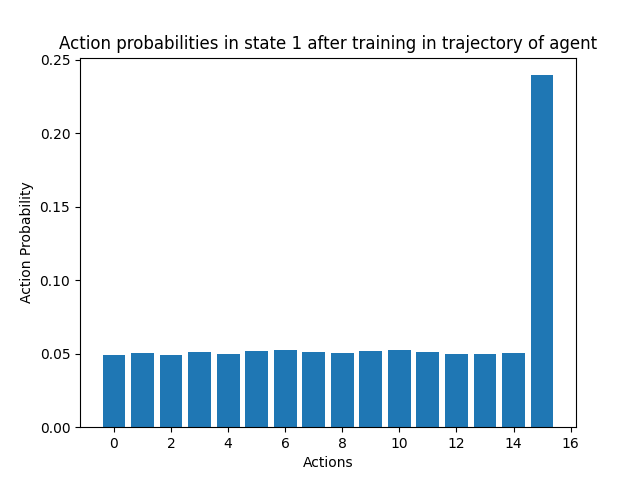 Action probabilities in state 1 after training in trajectory of agent
0.25
0.20
0.15
0.10
0.05
0.00
Action Probability
0 2 4 6 8 10 12 14 16
Actions